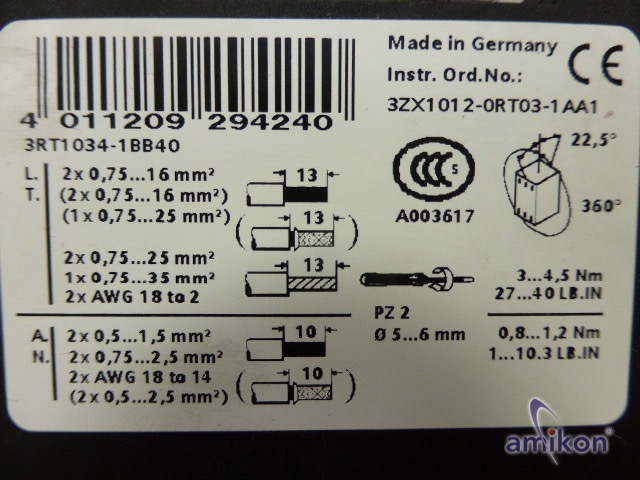 Made in Germany
Instr. Ord.No.:
3ZX1012-0RT03-1AA1
CE
4 011209 294240
3RT1034-1BB40
L. 2x 0,75...16 mm²
T. (2x 0,75...16 mm²)
(1x 0,75...25 mm²)
13
13
2x 0,75...25 mm²
1x 0,75...35 mm²
2x AWG 18 to 2
13
CCC S
A003617
22,5°
360°
PZ 2
Ø 5...6 mm
3...4,5 Nm
27...40 LB.IN
A. 2x 0,5...1,5 mm²
N. 2x 0,75...2,5 mm²
2x AWG 18 to 14
(2x 0,5...2,5 mm²)
10
10
0,8...1,2 Nm
1...10.3 LB.IN
amikon